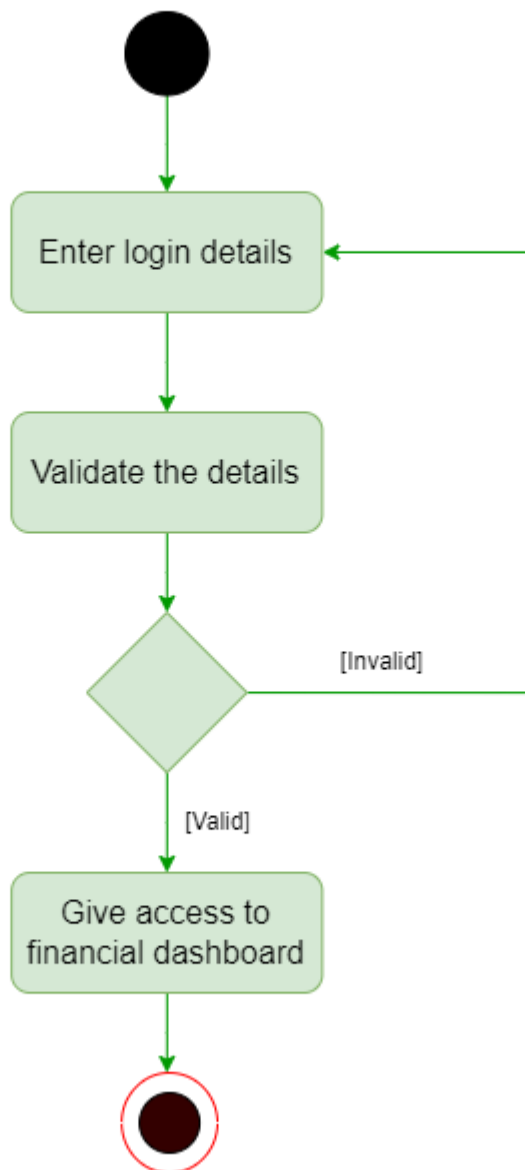 Enter login details
Validate the details
[Invalid]
[Valid]
Give access to
financial dashboard